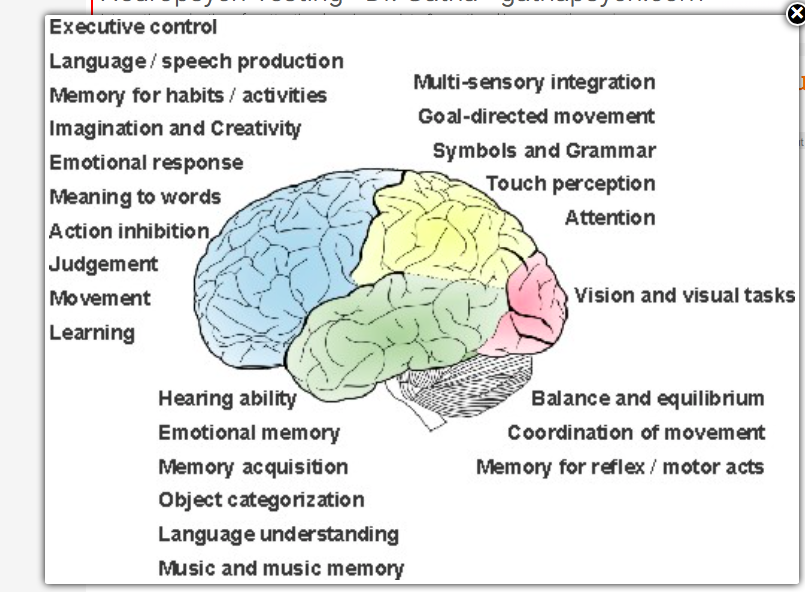 Executive control
Language / speech production
Memory for habits / activities
Imagination and Creativity
Emotional response
Meaning to words
Action inhibition
Judgement
Movement
Learning
Multi-sensory integration
Goal-directed movement
Symbols and Grammar
Touch perception
Attention
Vision and visual tasks
Hearing ability
Emotional memory
Memory acquisition
Object categorization
Language understanding
Music and music memory
Balance and equilibrium
Coordination of movement
Memory for reflex / motor acts